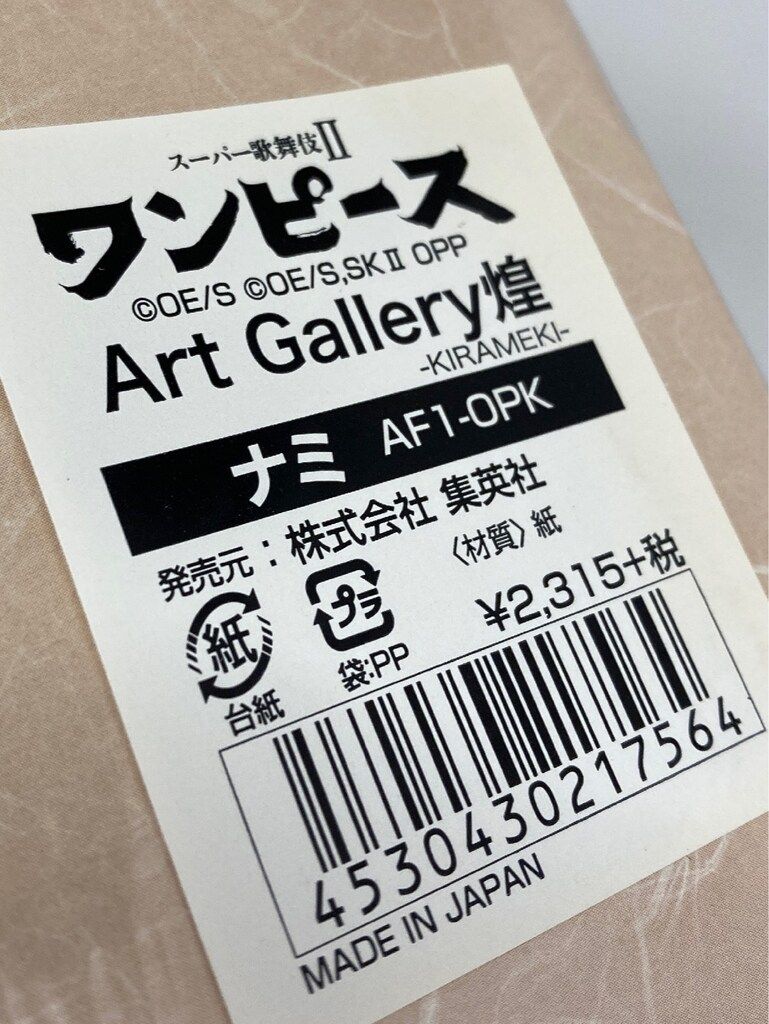 スーパー歌舞伎Ⅱ
ワンピース
©OE/S ©OE/S,SKⅡ OPP
Art Gallery煌
-KIRAMEKI-
ナミ AF1-OPK
発売元:株式会社 集英社
〈材質〉紙
紙
台紙
プラ
袋:PP
¥2,315+税
4530430217564
MADE IN JAPAN